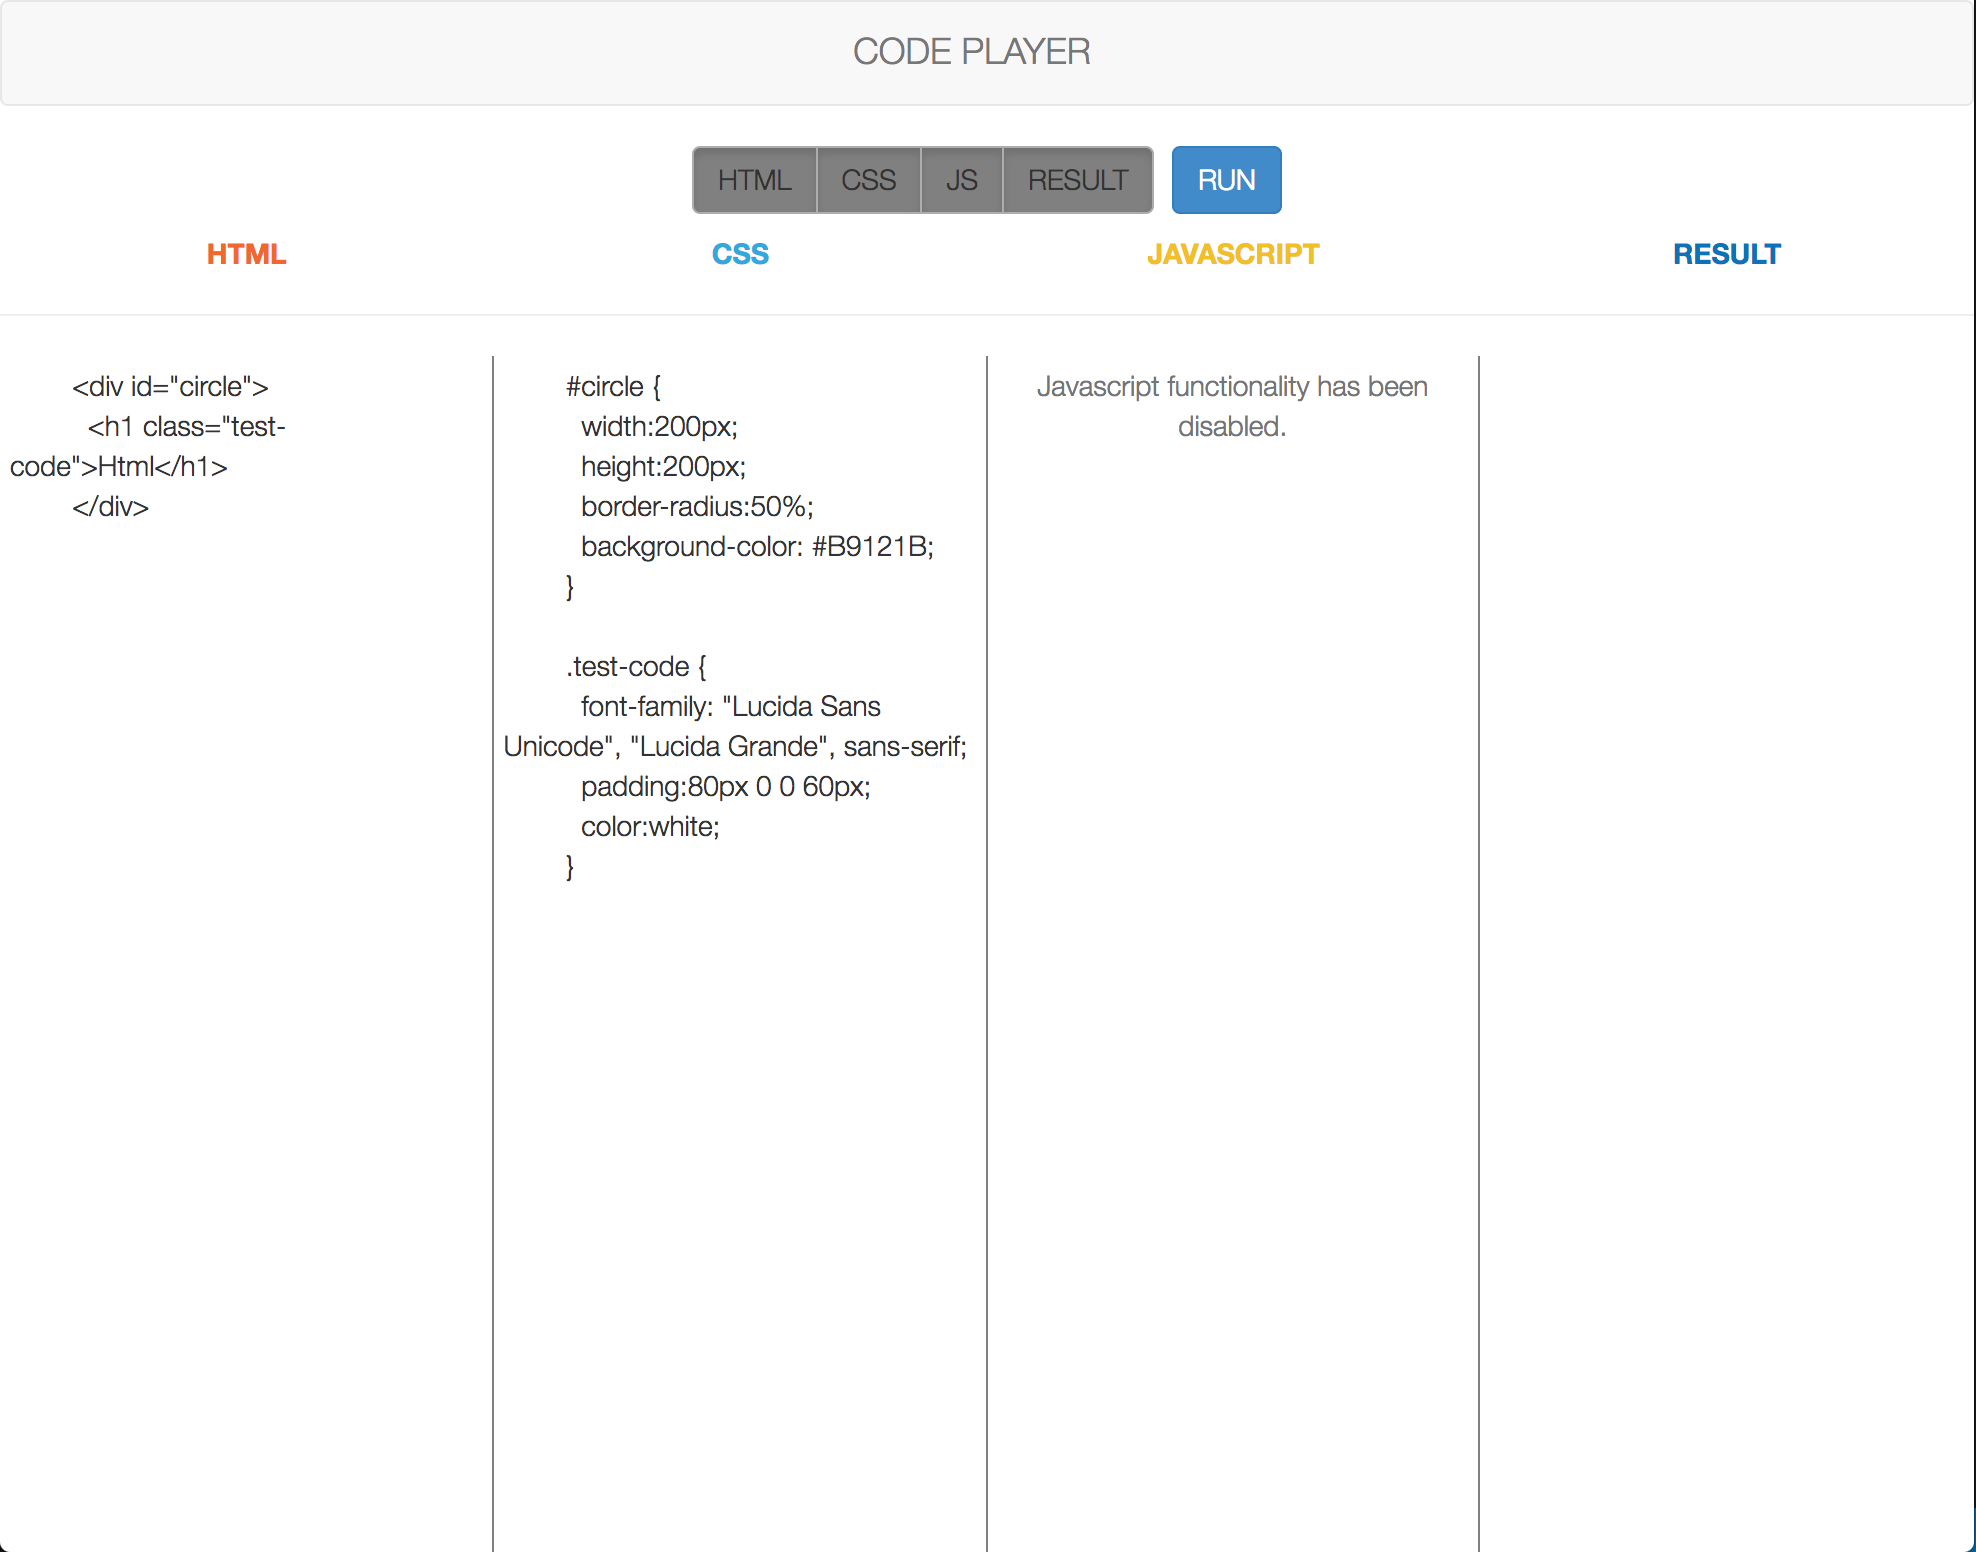 CODE PLAYER
HTML CSS JS RESULT RUN
HTML CSS JAVASCRIPT RESULT
<div id="circle">
<h1 class="test-
code">Html</h1>
</div>
#circle {
width:200px;
height:200px;
border-radius:50%;
background-color: #B9121B;
}
.test-code {
font-family: "Lucida Sans
Unicode", "Lucida Grande", sans-serif;
padding:80px 0 0 60px;
color:white;
}
Javascript functionality has been
disabled.